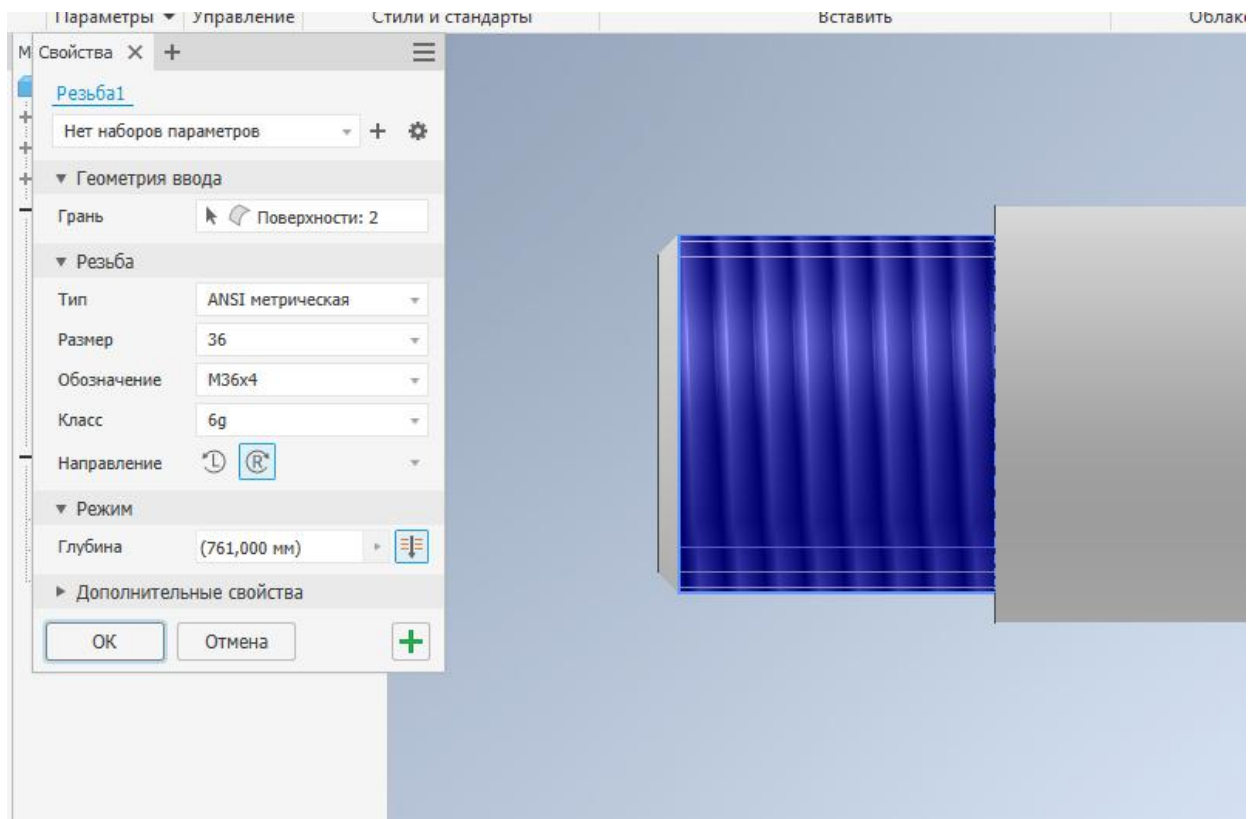 Параметры Управление Стили и стандарты Вставить Облако
М Свойства
Резьба1
Нет наборов параметров
Геометрия ввода
Грань Поверхности: 2
Резьба
Тип ANSI метрическая
Размер 36
Обозначение M36x4
Класс 6g
Направление L R
Режим
Глубина (761,000 мм)
Дополнительные свойства
ОК Отмена